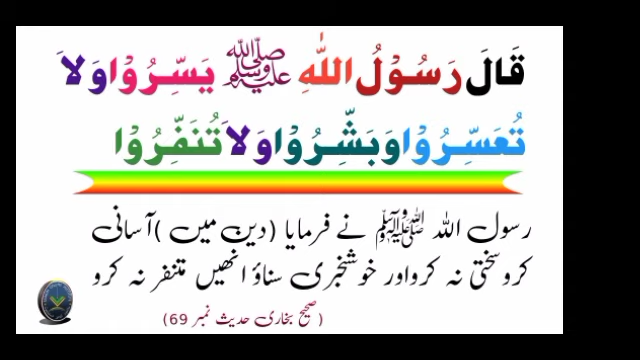 قَالَ رَسُوْلُ اللّٰهِ ﷺ يَسِّرُوْا وَلَا
تُعَسِّرُوْا وَبَشِّرُوْا وَلَا تُنَفِّرُوْا
رسول اللہ ﷺ نے فرمایا (دین میں) آسانی
کرو سختی نہ کرو اور خوشخبری سناؤ انھیں متنفر نہ کرو
(صحیح بخاری حدیث نمبر 69)